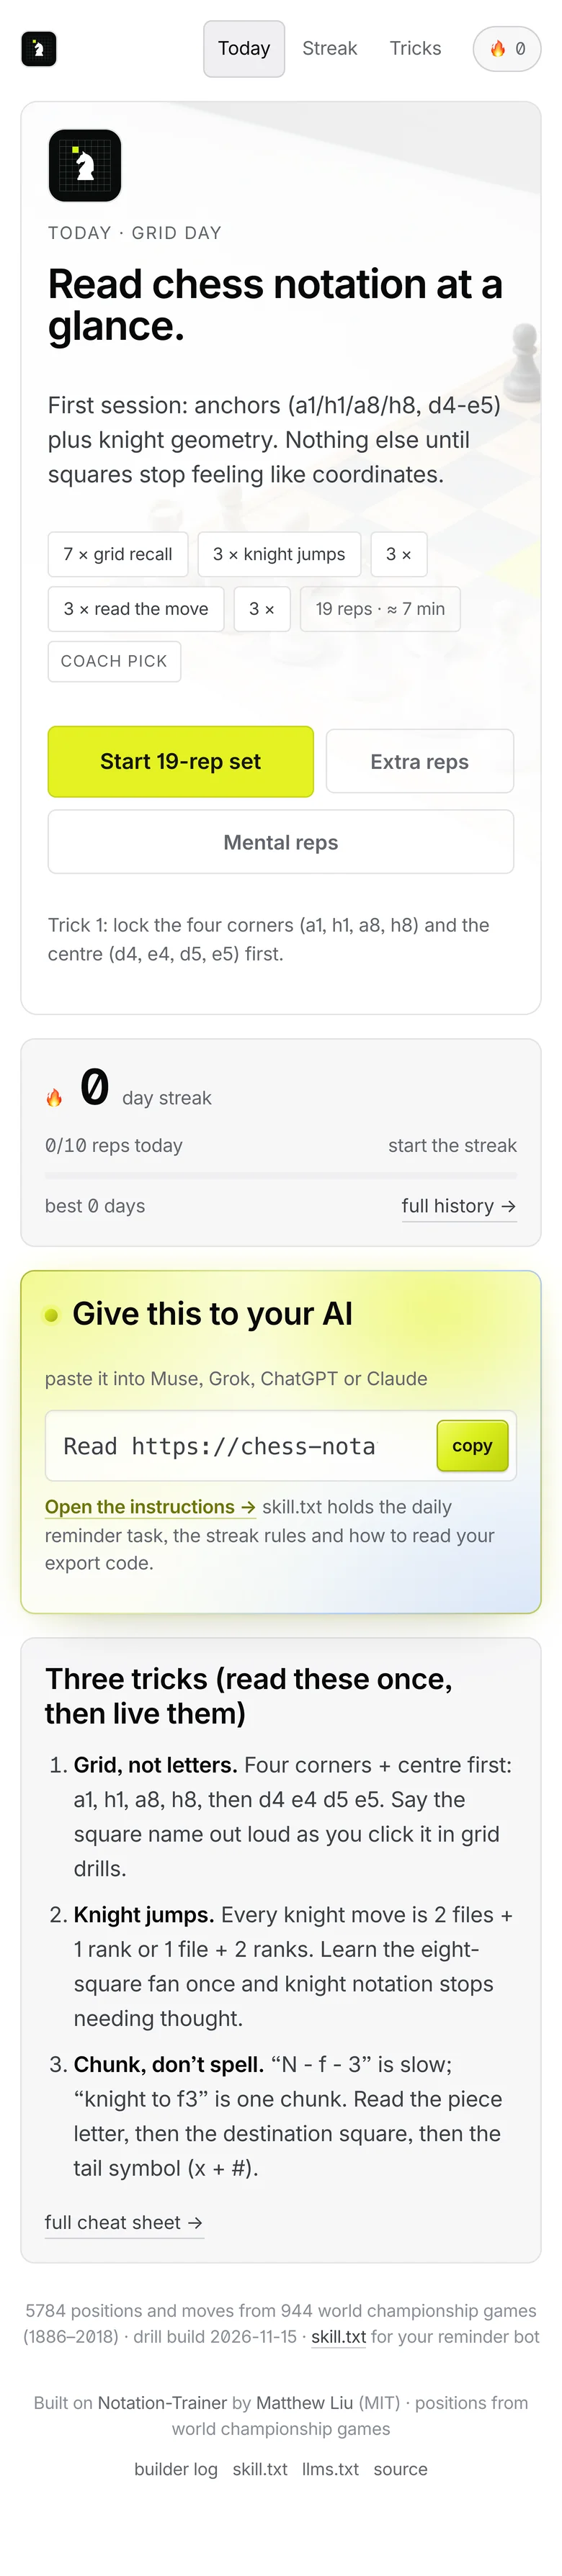 Today Streak Tricks 🔥 0
TODAY · GRID DAY
Read chess notation at a
glance.
First session: anchors (a1/h1/a8/h8, d4-e5)
plus knight geometry. Nothing else until
squares stop feeling like coordinates.
7 × grid recall 3 × knight jumps 3 ×
3 × read the move 3 × 19 reps · ≈ 7 min
COACH PICK
Start 19-rep set Extra reps
Mental reps
Trick 1: lock the four corners (a1, h1, a8, h8) and the
centre (d4, e4, d5, e5) first.
🔥 0 day streak
0/10 reps today start the streak
best 0 days full history →
Give this to your AI
paste it into Muse, Grok, ChatGPT or Claude
Read https://chess-nota copy
Open the instructions → skill.txt holds the daily
reminder task, the streak rules and how to read your
export code.
Three tricks (read these once,
then live them)
1. Grid, not letters. Four corners + centre first:
a1, h1, a8, h8, then d4 e4 d5 e5. Say the
square name out loud as you click it in grid
drills.
2. Knight jumps. Every knight move is 2 files +
1 rank or 1 file + 2 ranks. Learn the eight-
square fan once and knight notation stops
needing thought.
3. Chunk, don’t spell. “N - f - 3” is slow;
“knight to f3” is one chunk. Read the piece
letter, then the destination square, then the
tail symbol (x + #).
full cheat sheet →
5784 positions and moves from 944 world championship games
(1886–2018) · drill build 2026-11-15 · skill.txt for your reminder bot
Built on Notation-Trainer by Matthew Liu (MIT) · positions from
world championship games
builder log skill.txt llms.txt source